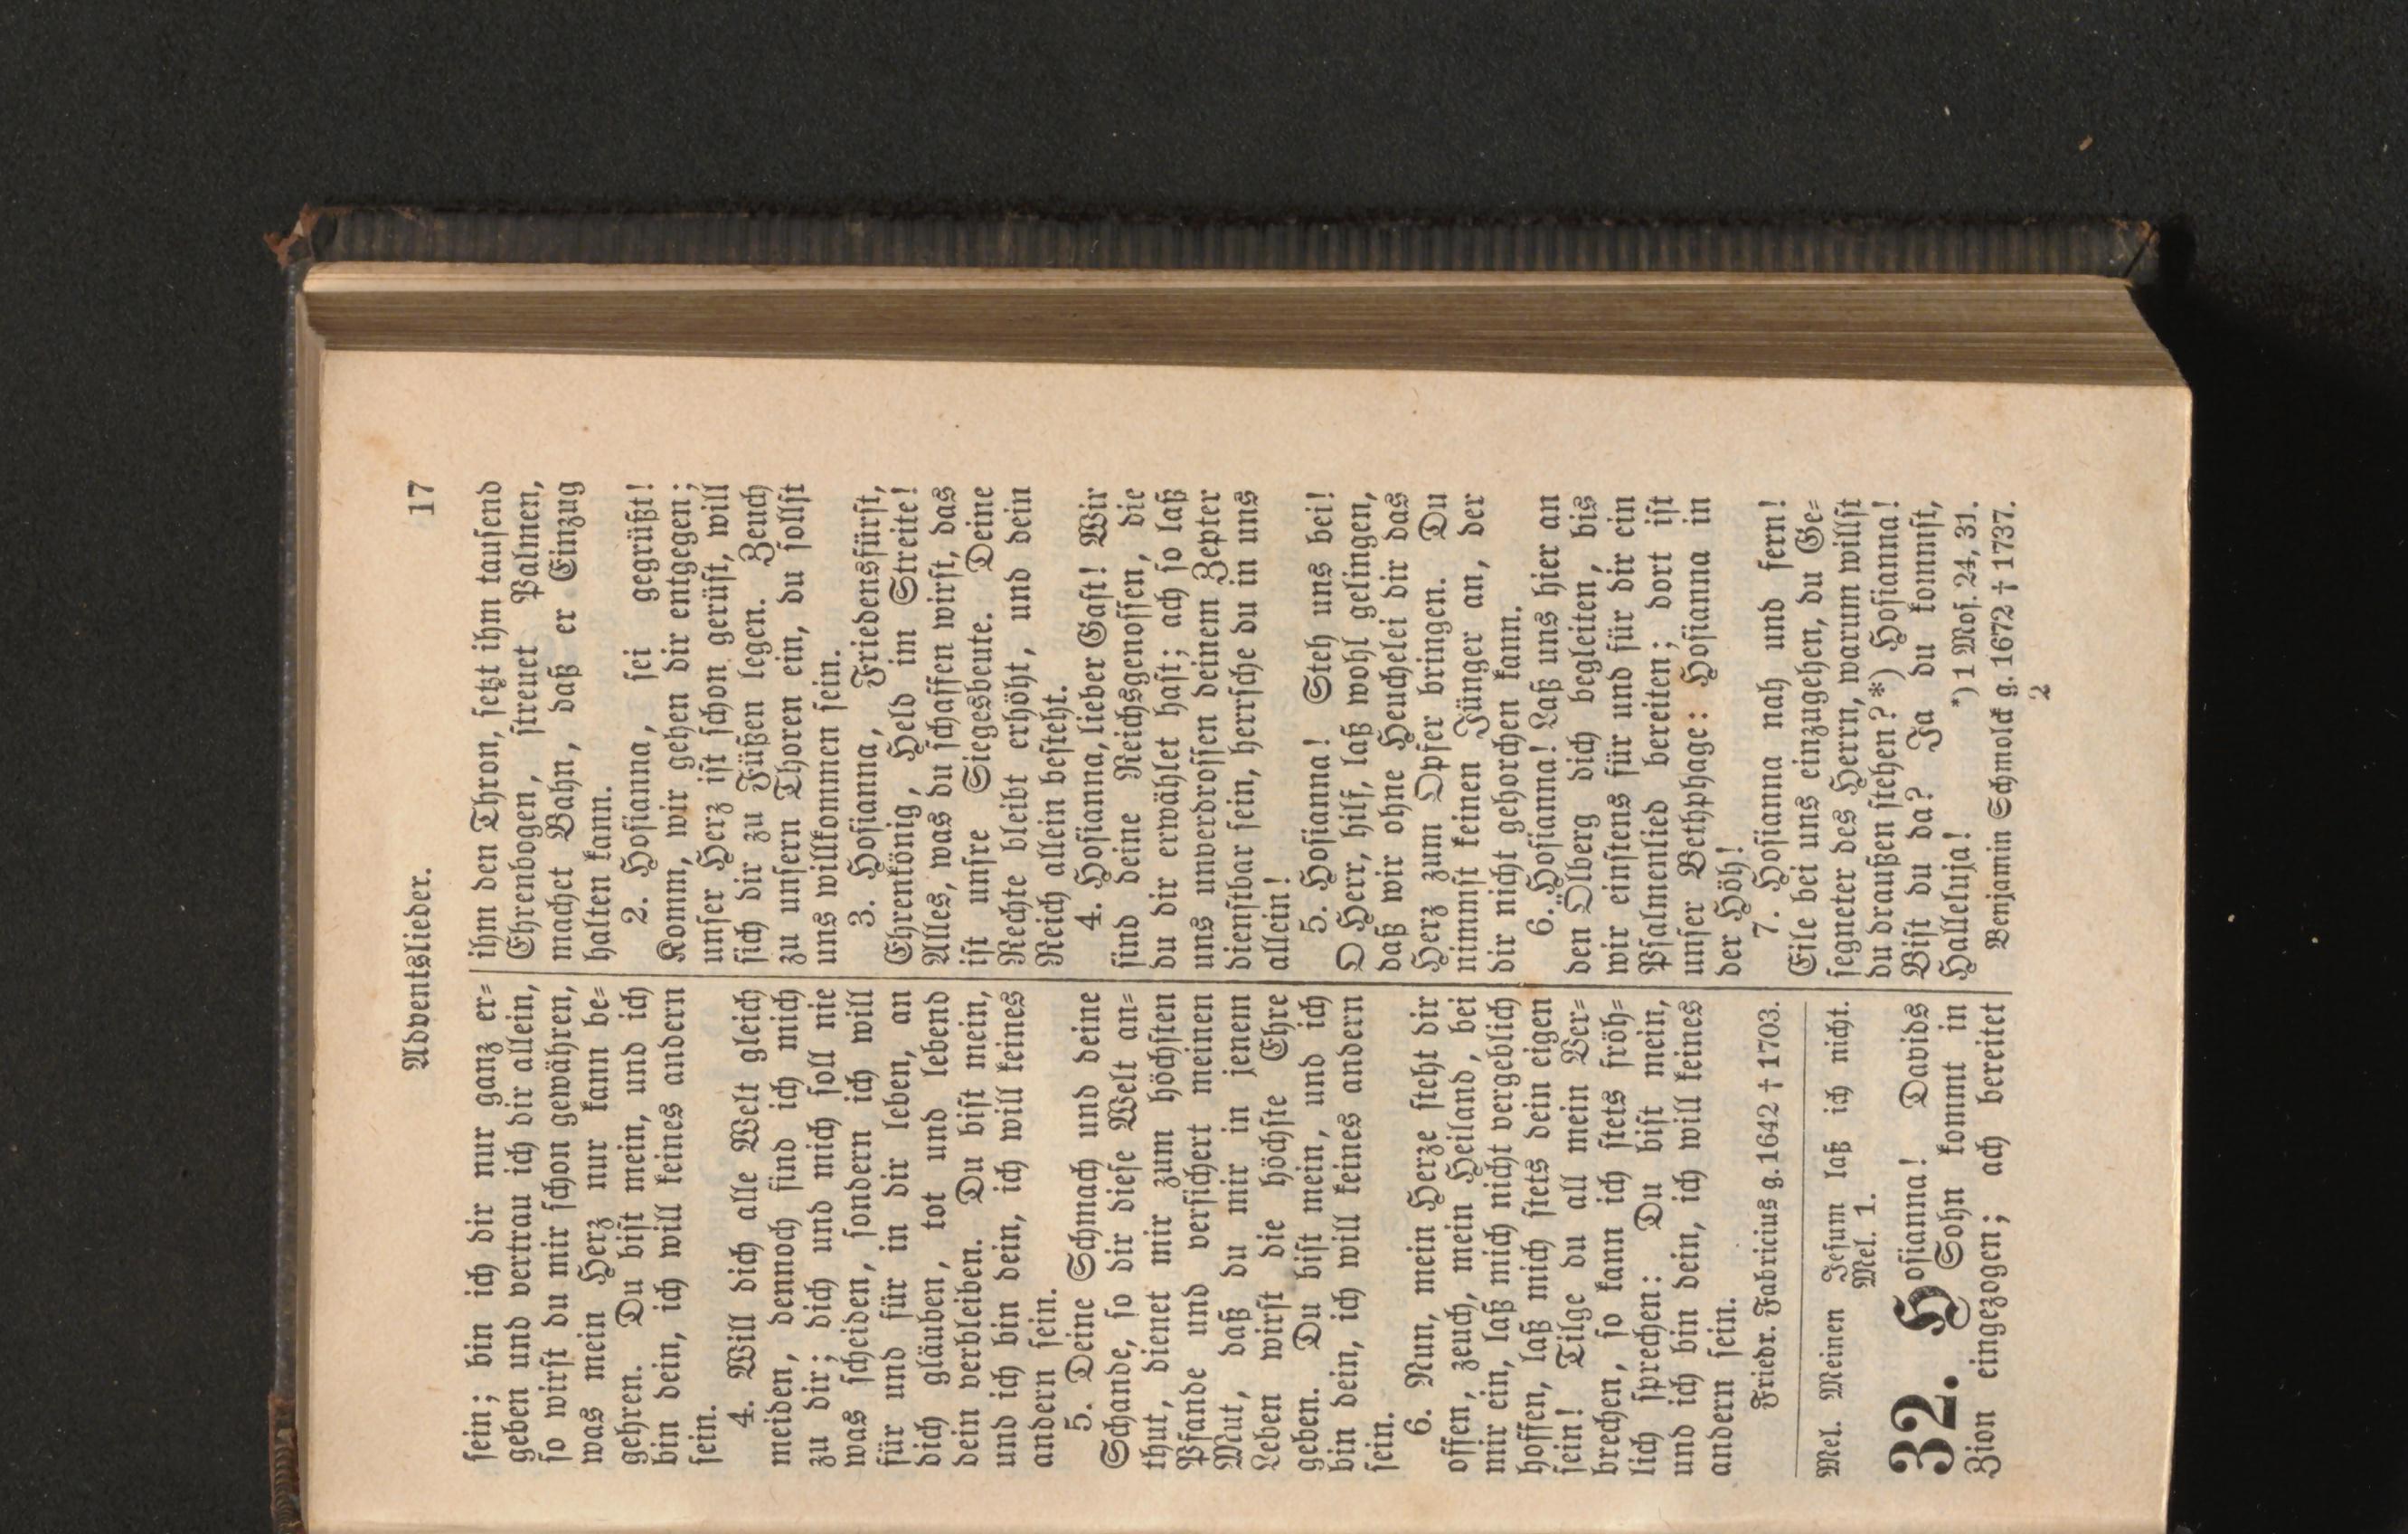 Adventslieder. 17
sein; bin ich dir nur ganz er-
geben und vertrau ich dir allein,
so wirst du mir schon gewähren,
was mein Herz nur kann be-
gehren. Du bist mein, und ich
bin dein, ich will keines andern
sein.
4. Will dich alle Welt gleich
meiden, dennoch find ich mich
zu dir; dich und mich soll nie
was scheiden, sondern ich will
für und für in dir leben, an
dich gläuben, tot und lebend
dein verbleiben. Du bist mein,
und ich bin dein, ich will keines
andern sein.
5. Deine Schmach und deine
Schande, so dir diese Welt an-
thut, dienet mir zum höchsten
Pfande und versichert meinen
Mut, daß du mir in jenem
Leben wirst die höchste Ehre
geben. Du bist mein, und ich
bin dein, ich will keines andern
sein.
6. Nun, mein Herze steht dir
offen, zeuch, mein Heiland, bei
mir ein, laß mich nicht vergeblich
hoffen, laß mich stets dein eigen
sein! Tilge du all mein Ver-
brechen, so kann ich stets fröh-
lich sprechen: Du bist mein,
und ich bin dein, ich will keines
andern sein.
Friedr. Fabricius g. 1642 † 1703.
Mel. Meinen Jesum laß ich nicht.
Mel. 1.
32. Hosianna! Davids
Sohn kommt in
Zion eingezogen; ach bereitet
ihm den Thron, setzt ihm tausend
Ehrenbogen, streuet Palmen,
machet Bahn, daß er Einzug
halten kann.
2. Hosianna, sei gegrüßt!
Komm, wir gehen dir entgegen;
unser Herz ist schon gerüst, will
sich dir zu Füßen legen. Zeuch
zu unsern Thoren ein, du sollst
uns willkommen sein.
3. Hosianna, Friedensfürst,
Ehrenkönig, Held im Streite!
Alles, was du schaffen wirst, das
ist unsre Siegesbeute. Deine
Rechte bleibt erhöht, und dein
Reich allein besteht.
4. Hosianna, lieber Gast! Wir
sind deine Reichsgenossen, die
du dir erwählet hast; ach so laß
uns unverdrossen deinem Zepter
dienstbar sein, herrsche du in uns
allein!
5. Hosianna! Steh uns bei!
O Herr, hilf, laß wohl gelingen,
daß wir ohne Heuchelei dir das
Herz zum Opfer bringen. Du
nimmst keinen Jünger an, der
dir nicht gehorchen kann.
6. Hosianna! Laß uns hier an
den Ölberg dich begleiten, bis
wir einstens für und für dir ein
Psalmenlied bereiten; dort ist
unser Bethphage: Hosianna in
der Höh!
7. Hosianna nah und fern!
Eile bei uns einzugehen, du Ge-
segneter des Herrn, warum willst
du draußen stehen?*) Hosianna!
Bist du da? Ja du kommst,
Halleluja!
*) 1 Mos. 24, 31.
Benjamin Schmolck g. 1672 † 1737.
2